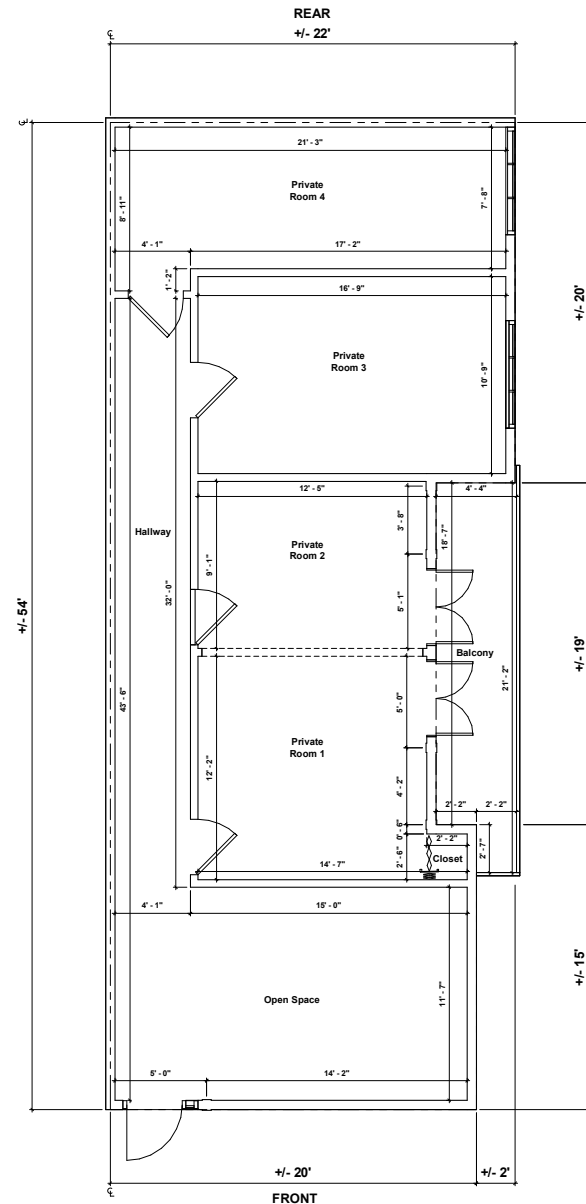 REAR
+/- 22'
℄
℄
21' - 3"
Private
Room 4
8' - 11"
7' - 8"
4' - 1"
17' - 2"
1' - 2"
16' - 9"
+/- 20'
Private
Room 3
10' - 9"
12' - 5"
4' - 4"
3' - 8"
18' - 7"
Hallway
Private
Room 2
9' - 1"
32' - 0"
5' - 1"
+/- 54'
Balcony
+/- 19'
21' - 2"
43' - 6"
5' - 0"
Private
Room 1
12' - 2"
4' - 2"
2' - 2"
2' - 2"
0' - 6"
2' - 2"
2' - 6"
Closet
2' - 7"
14' - 7"
4' - 1"
15' - 0"
+/- 15'
Open Space
11' - 7"
5' - 0"
14' - 2"
+/- 20'
+/- 2'
℄
FRONT